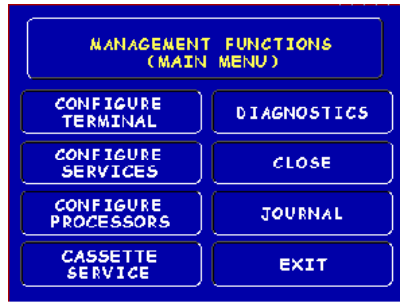 MANAGEMENT FUNCTIONS
(MAIN MENU)
CONFIGURE
TERMINAL
DIAGNOSTICS
CONFIGURE
SERVICES
CLOSE
CONFIGURE
PROCESSORS
JOURNAL
CASSETTE
SERVICE
EXIT